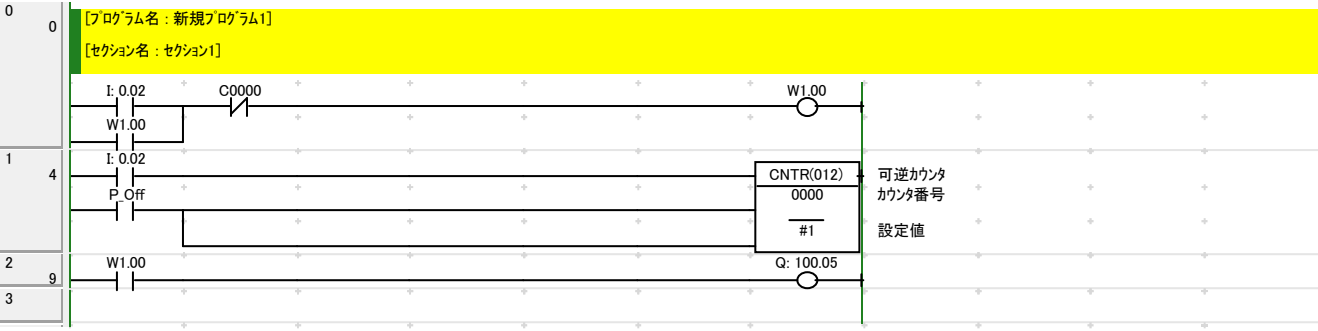 0
0
[ﾌﾟﾛｸﾞﾗﾑ名 : 新規ﾌﾟﾛｸﾞﾗﾑ1]
[ｾｸｼｮﾝ名 : ｾｸｼｮﾝ1]
I: 0.02 C0000 W1.00
W1.00
1
4
I: 0.02 CNTR(012) 可逆ｶｳﾝﾀ
P_Off 0000 ｶｳﾝﾀ番号
#1 設定値
2
9
W1.00 Q: 100.05
3